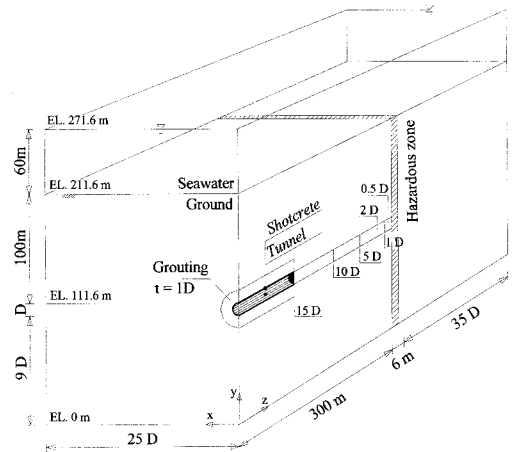 EL. 271.6 m
60m
EL. 211.6 m
Seawater
Ground
0.5 D
2 D
1 D
5 D
10 D
15 D
Hazardous zone
Shotcrete
Tunnel
Grouting
t = 1D
100m
EL. 111.6 m
D
9 D
y
z
x
EL. 0 m
25 D
300 m
6 m
35 D